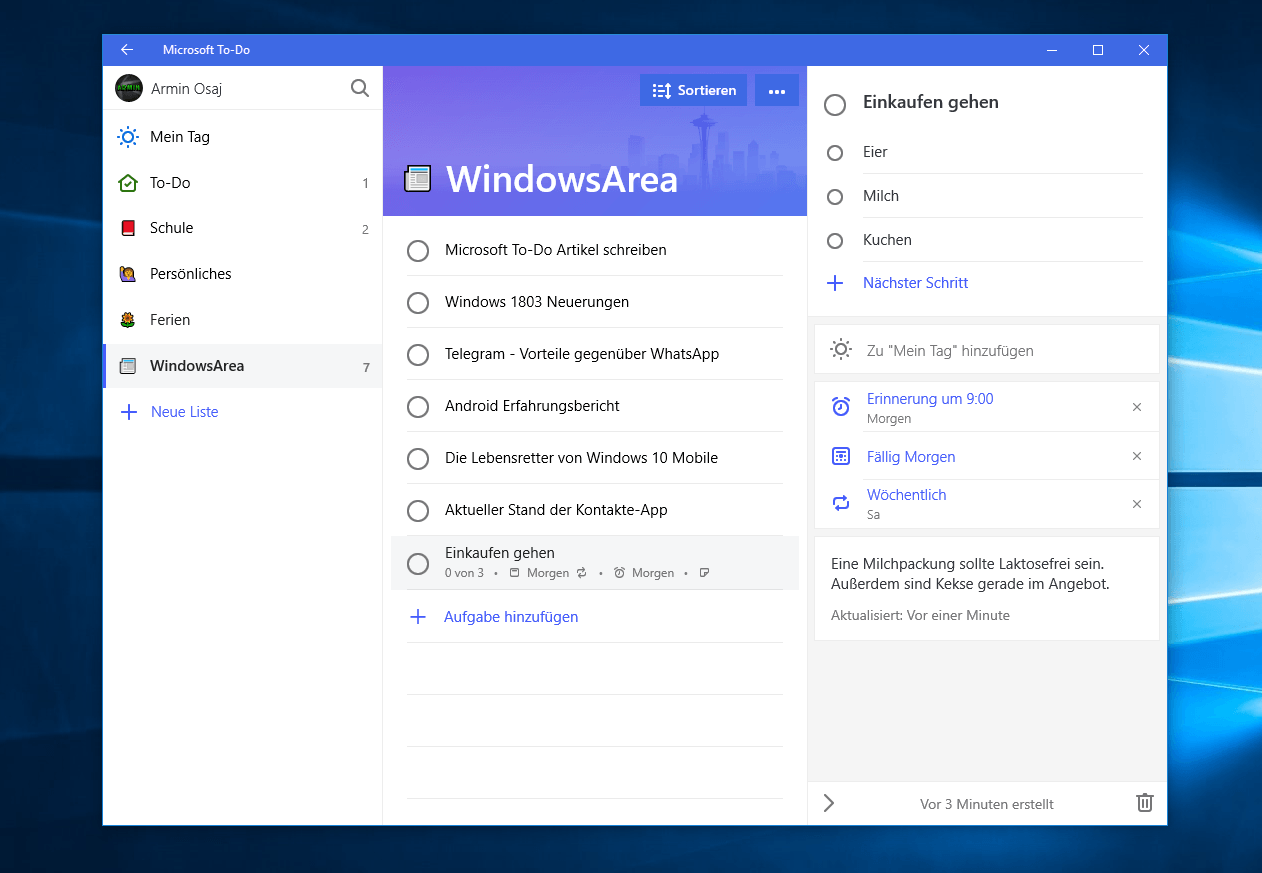 Microsoft To-Do
Armin Osaj
Mein Tag
To-Do 1
Schule 2
Persönliches
Ferien
WindowsArea 7
Neue Liste
Sortieren
WindowsArea
Microsoft To-Do Artikel schreiben
Windows 1803 Neuerungen
Telegram - Vorteile gegenüber WhatsApp
Android Erfahrungsbericht
Die Lebensretter von Windows 10 Mobile
Aktueller Stand der Kontakte-App
Einkaufen gehen
0 von 3 • Morgen • Morgen •
Aufgabe hinzufügen
Einkaufen gehen
Eier
Milch
Kuchen
Nächster Schritt
Zu "Mein Tag" hinzufügen
Erinnerung um 9:00
Morgen
Fällig Morgen
Wöchentlich
Sa
Eine Milchpackung sollte Laktosefrei sein.
Außerdem sind Kekse gerade im Angebot.
Aktualisiert: Vor einer Minute
Vor 3 Minuten erstellt